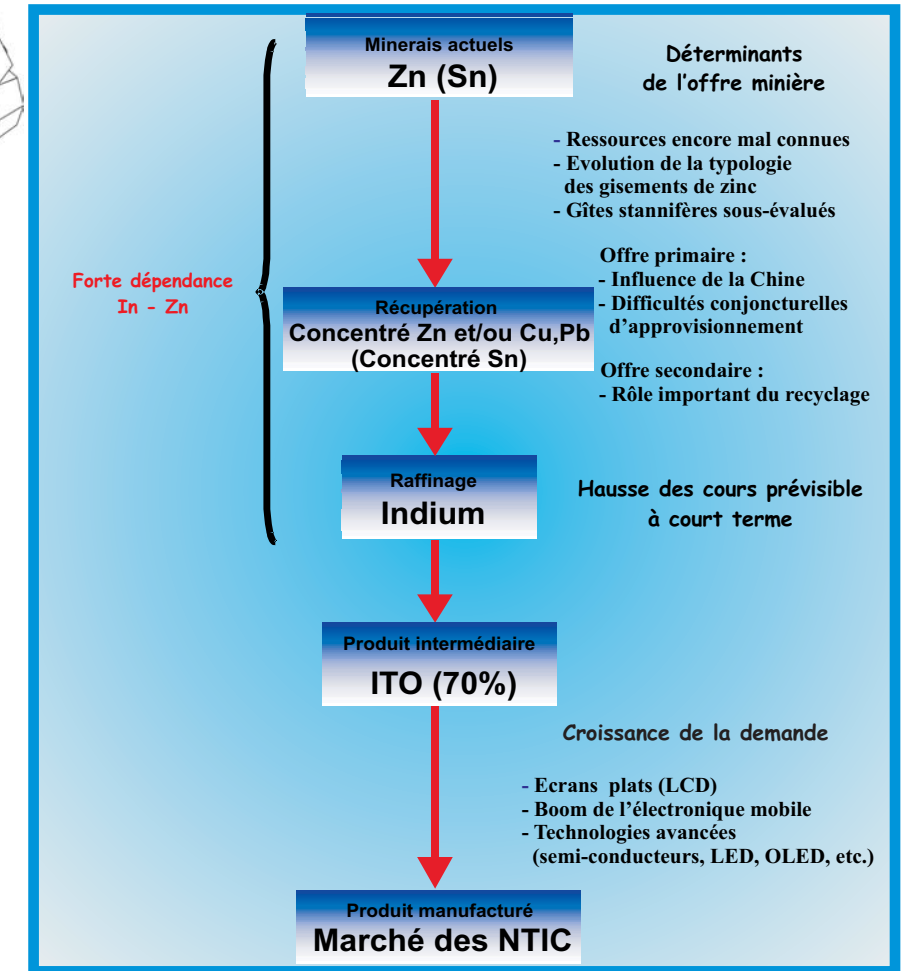 Minerais actuels
Zn (Sn)
Déterminants
de l'offre minière
- Ressources encore mal connues
- Evolution de la typologie
des gisements de zinc
- Gîtes stannifères sous-évalués
Forte dépendance
In - Zn
Offre primaire :
- Influence de la Chine
- Difficultés conjoncturelles
d'approvisionnement
Récupération
Concentré Zn et/ou Cu,Pb
(Concentré Sn)
Offre secondaire :
- Rôle important du recyclage
Raffinage
Indium
Hausse des cours prévisible
à court terme
Produit intermédiaire
ITO (70%)
Croissance de la demande
- Ecrans plats (LCD)
- Boom de l'électronique mobile
- Technologies avancées
(semi-conducteurs, LED, OLED, etc.)
Produit manufacturé
Marché des NTIC